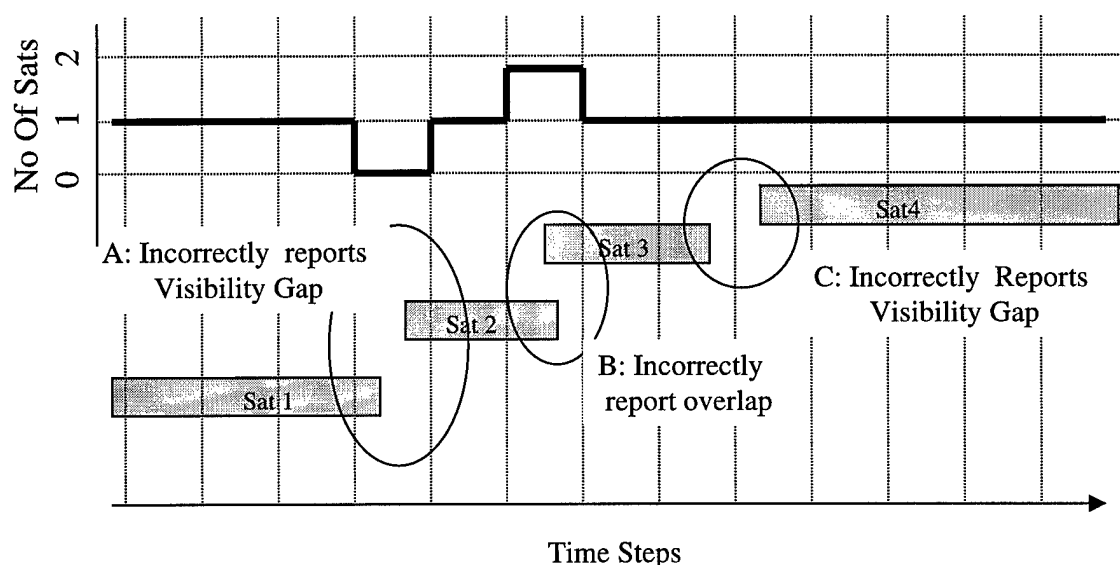 No Of Sats
2
1
0
Sat4
A: Incorrectly reports
Visibility Gap
Sat 3
C: Incorrectly Reports
Visibility Gap
Sat 2
B: Incorrectly
report overlap
Sat 1
Time Steps